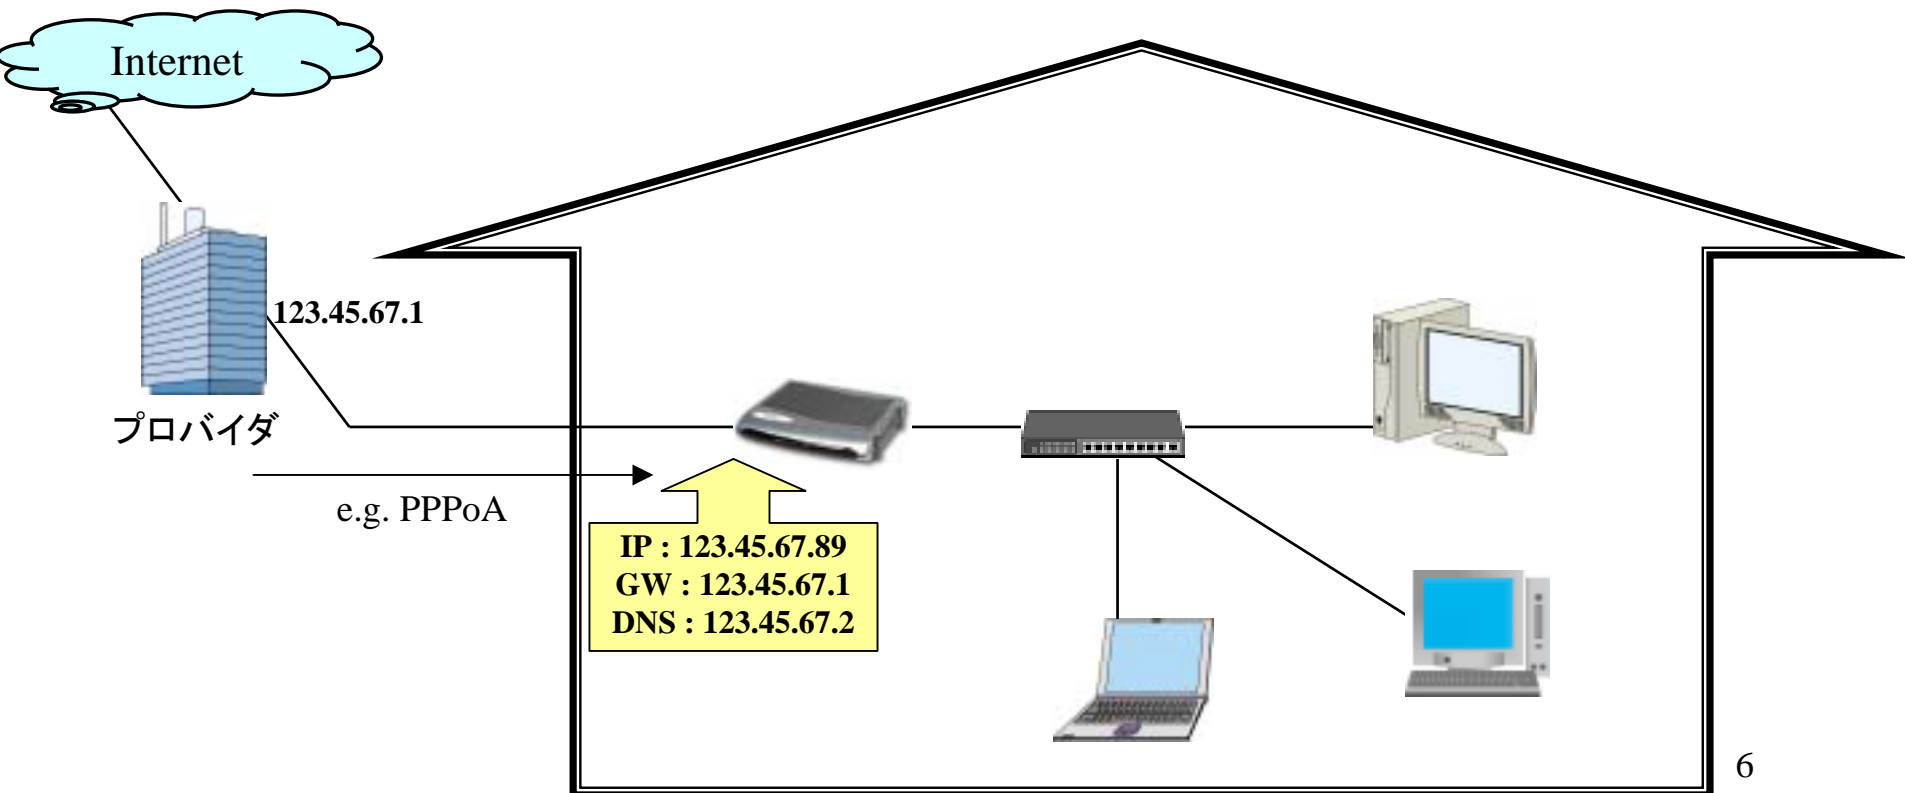 Internet
123.45.67.1
プロバイダ
e.g. PPPoA
IP : 123.45.67.89
GW : 123.45.67.1
DNS : 123.45.67.2
6